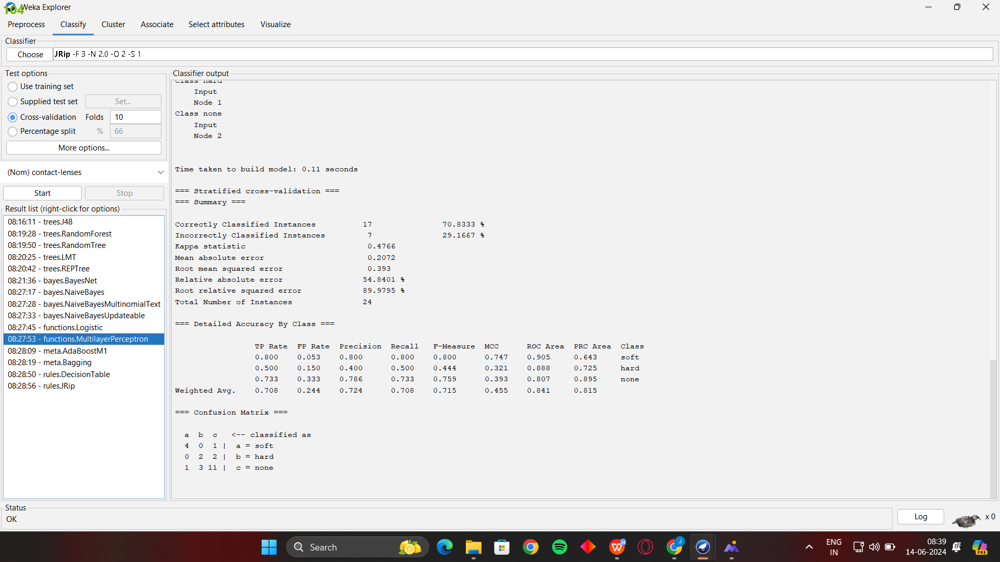 104
Weka Explorer
Preprocess Classify Cluster Associate Select attributes Visualize
Classifier
Choose JRip -F 3 -N 2.0 -O 2 -S 1
Test options
Use training set
Supplied test set Set...
Cross-validation Folds 10
Percentage split % 66
More options...
(Nom) contact-lenses
Start Stop
Result list (right-click for options)
08:16:11 - trees.J48
08:19:28 - trees.RandomForest
08:19:50 - trees.RandomTree
08:20:25 - trees.LMT
08:20:42 - trees.REPTree
08:21:36 - bayes.BayesNet
08:27:17 - bayes.NaiveBayes
08:27:28 - bayes.NaiveBayesMultinomialText
08:27:33 - bayes.NaiveBayesUpdateable
08:27:45 - functions.Logistic
08:27:53 - functions.MultilayerPerceptron
08:28:09 - meta.AdaBoostM1
08:28:19 - meta.Bagging
08:28:50 - rules.DecisionTable
08:28:56 - rules.JRip
Classifier output
Class hard
Input
Node 1
Class none
Input
Node 2
Time taken to build model: 0.11 seconds
=== Stratified cross-validation ===
=== Summary ===
Correctly Classified Instances 17 70.8333 %
Incorrectly Classified Instances 7 29.1667 %
Kappa statistic 0.4766
Mean absolute error 0.2072
Root mean squared error 0.393
Relative absolute error 54.8401 %
Root relative squared error 89.9795 %
Total Number of Instances 24
=== Detailed Accuracy By Class ===
TP Rate FP Rate Precision Recall F-Measure MCC ROC Area PRC Area Class
0.800 0.053 0.800 0.800 0.800 0.747 0.905 0.643 soft
0.500 0.150 0.400 0.500 0.444 0.321 0.888 0.725 hard
0.733 0.333 0.786 0.733 0.759 0.393 0.807 0.895 none
Weighted Avg. 0.708 0.244 0.724 0.708 0.715 0.455 0.841 0.815
=== Confusion Matrix ===
a b c <-- classified as
4 0 1 | a = soft
0 2 2 | b = hard
1 3 11 | c = none
Status
OK
Log
x 0
Search
ENG
IN
08:39
14-06-2024
PRE